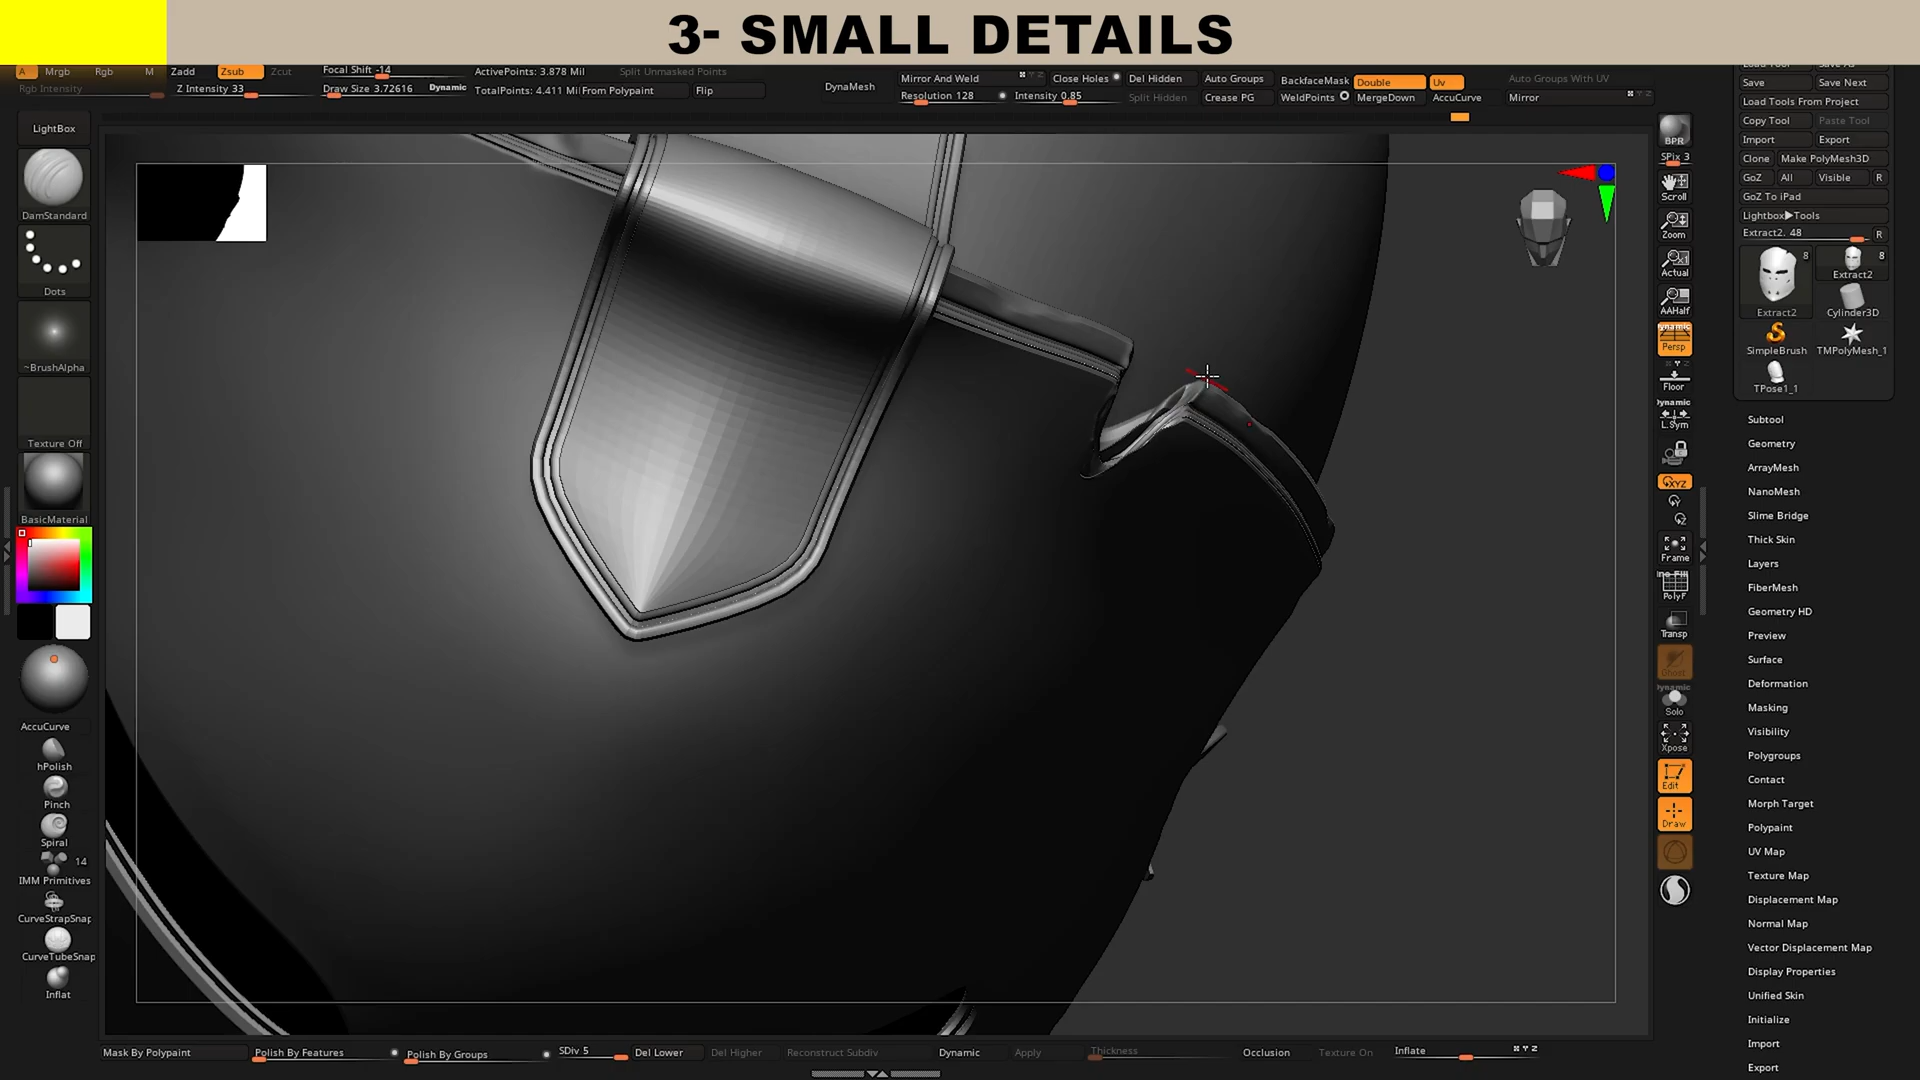 3- SMALL DETAILS
A Mrgb Rgb M Zadd Zsub Zcut Focal Shift -14 ActivePoints: 3.878 Mil Split Unmasked Points
Rgb Intensity Z Intensity 33 Draw Size 3.72616 Dynamic TotalPoints: 4.411 Mil From Polypaint Flip
DynaMesh
Mirror And Weld Close Holes Del Hidden Auto Groups BackfaceMask Double Uv Auto Groups With UV
Resolution 128 Intensity 0.85 Split Hidden Crease PG WeldPoints MergeDown AccuCurve Mirror
Save Save Next
Load Tools From Project
Copy Tool Paste Tool
Import Export
Clone Make PolyMesh3D
GoZ All Visible R
GoZ To iPad
Lightbox▶Tools
Extract2. 48 R
8 8
Extract2
Extract2 Cylinder3D
SimpleBrush TMPolyMesh_1
TPose1_1
LightBox
DamStandard
Dots
~BrushAlpha
Texture Off
BasicMaterial
AccuCurve
hPolish
Pinch
Spiral
14
IMM Primitives
CurveStrapSnap
CurveTubeSnap
Inflat
BPR
SPix 3
Scroll
Zoom
Actual
AAHalf
Dynamic
Persp
Floor
Dynamic
L.Sym
XYZ
Y
Z
Frame
PolyF
Transp
Ghost
Dynamic
Solo
Xpose
Edit
Draw
Subtool
Geometry
ArrayMesh
NanoMesh
Slime Bridge
Thick Skin
Layers
FiberMesh
Geometry HD
Preview
Surface
Deformation
Masking
Visibility
Polygroups
Contact
Morph Target
Polypaint
UV Map
Texture Map
Displacement Map
Normal Map
Vector Displacement Map
Display Properties
Unified Skin
Initialize
Import
Export
Mask By Polypaint Polish By Features Polish By Groups SDiv 5 Del Lower Del Higher Reconstruct Subdiv Dynamic Apply Thickness Occlusion Texture On Inflate